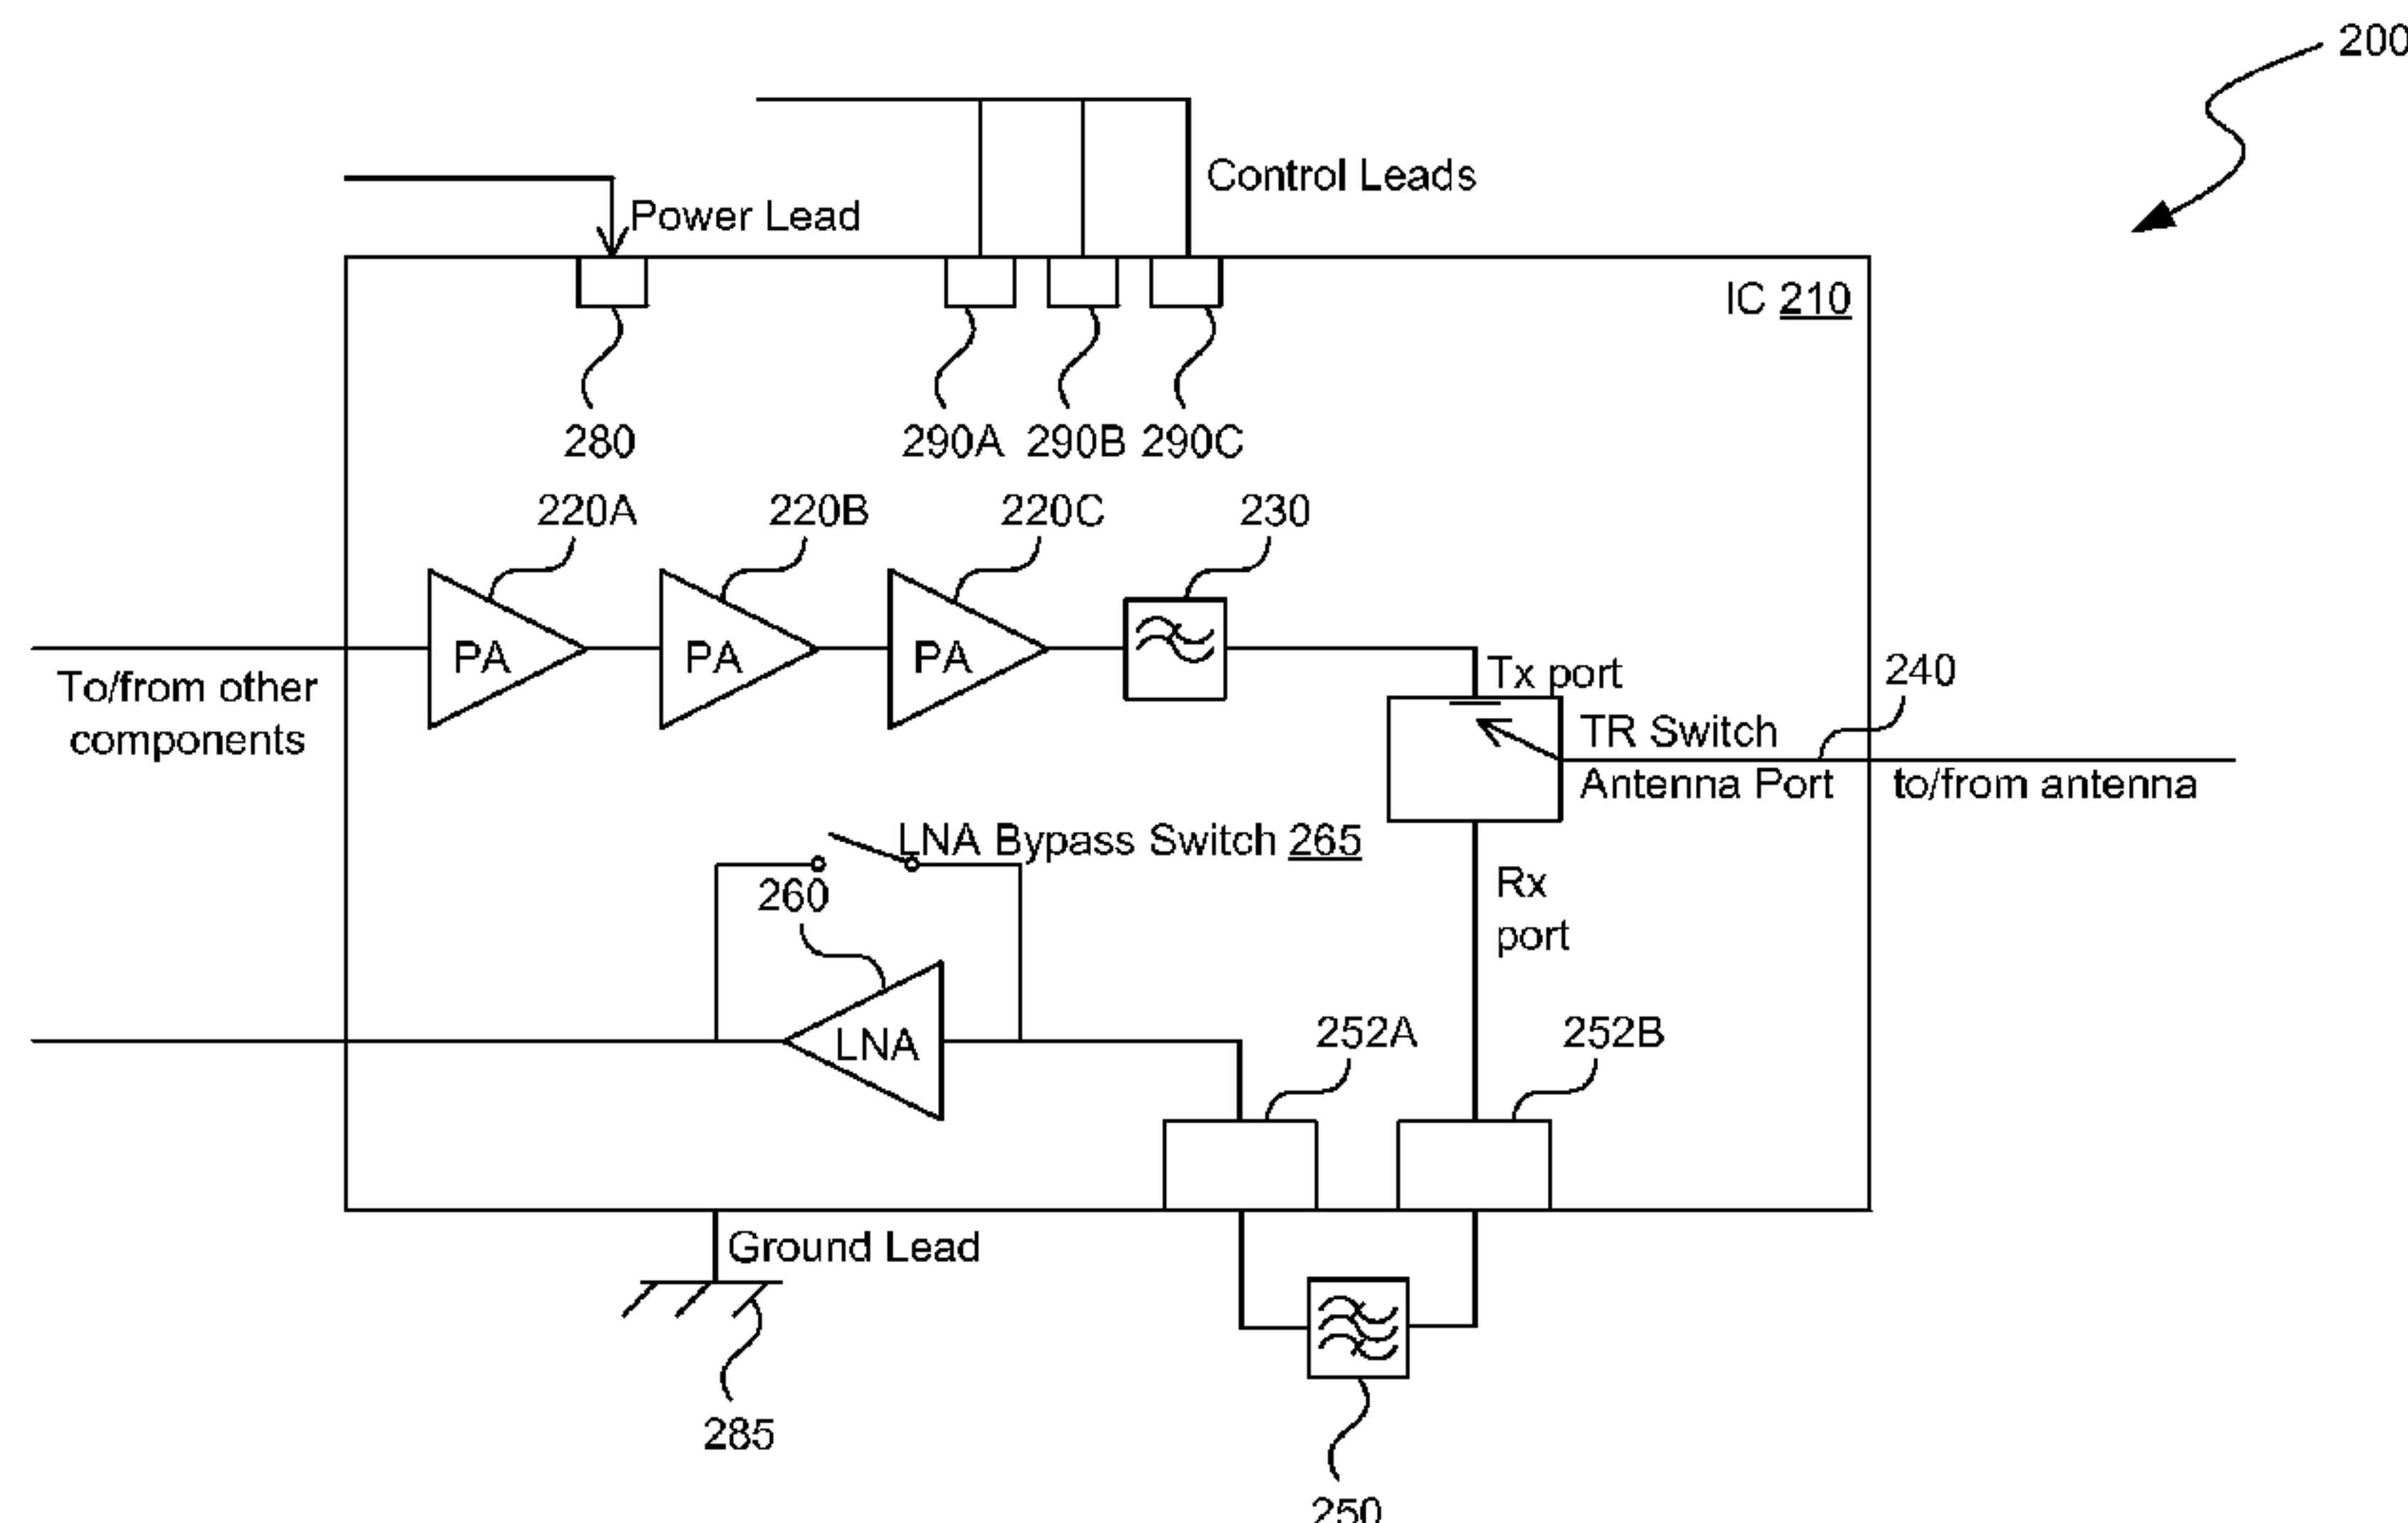 200
Control Leads
Power Lead
IC 210
280
290A 290B 290C
220A
220B
220C
230
PA
PA
PA
To/from other
components
Tx port
240
TR Switch
Antenna Port
to/from antenna
LNA Bypass Switch 265
260
Rx
port
LNA
252A
252B
Ground Lead
285
250